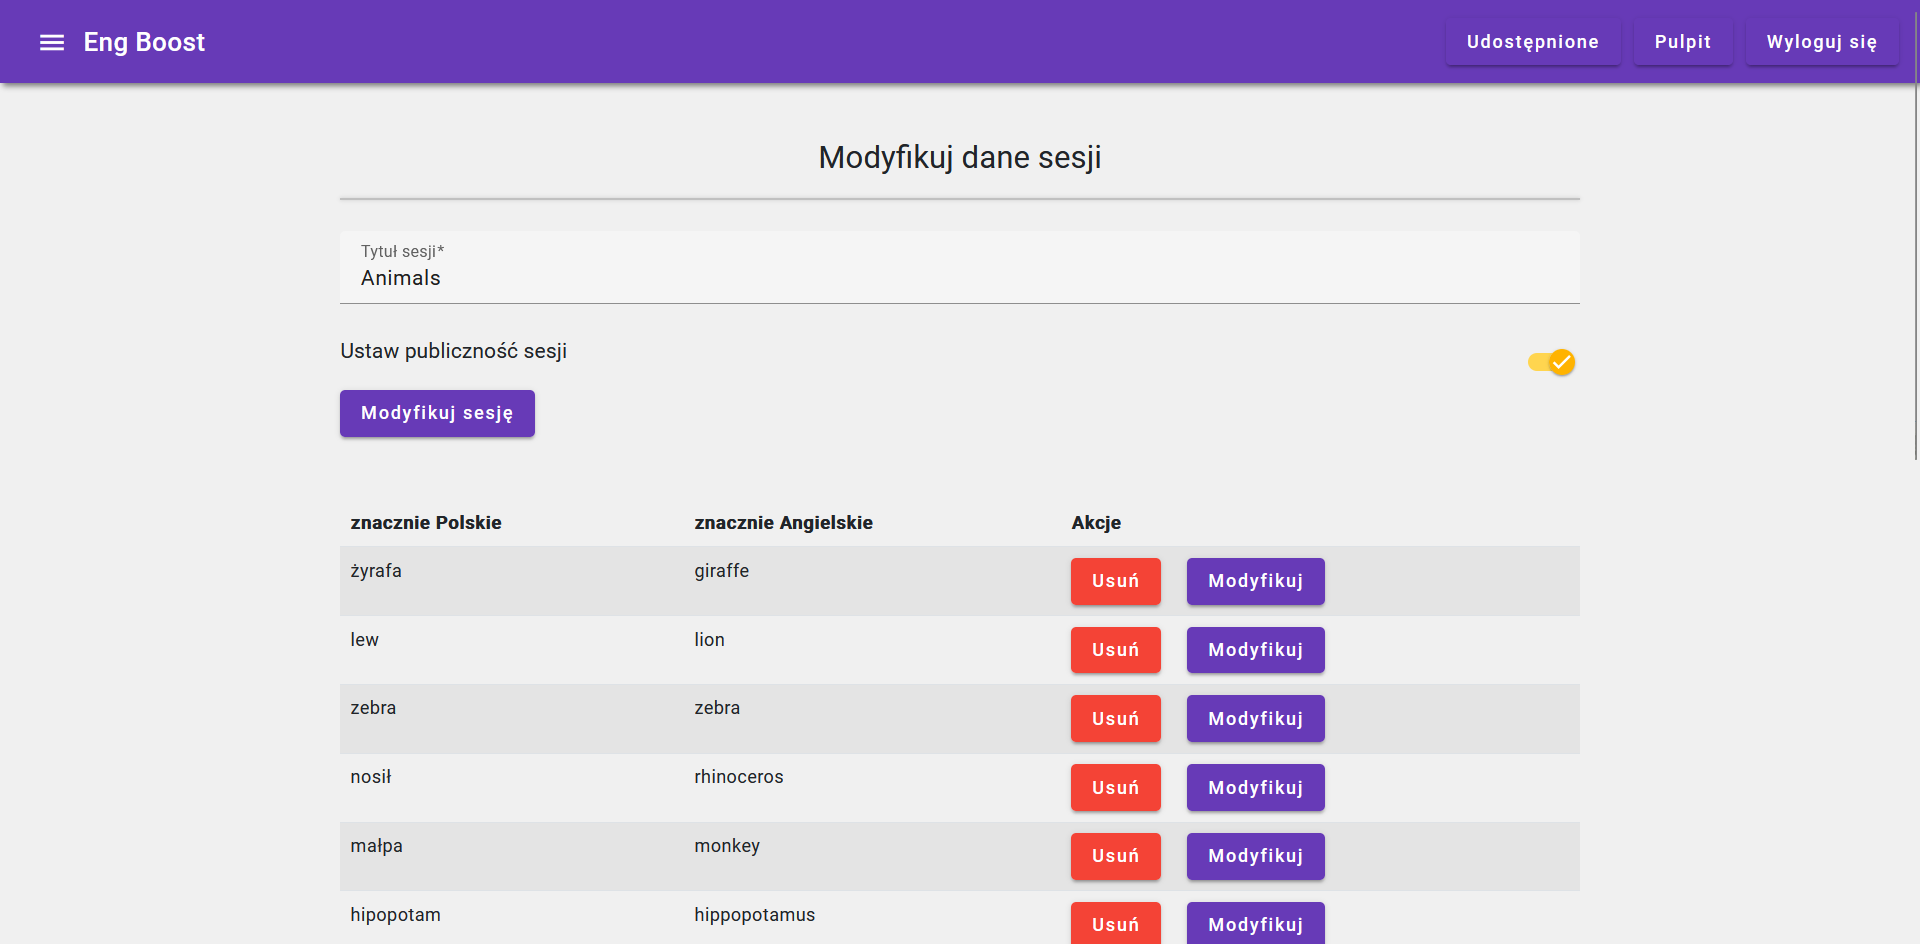 Eng Boost
Udostępnione
Pulpit
Wyloguj się
Modyfikuj dane sesji
Tytuł sesji*
Animals
Ustaw publiczność sesji
Modyfikuj sesję
znacznie Polskie znacznie Angielskie Akcje
żyrafa giraffe Usuń Modyfikuj
lew lion Usuń Modyfikuj
zebra zebra Usuń Modyfikuj
nosił rhinoceros Usuń Modyfikuj
małpa monkey Usuń Modyfikuj
hipopotam hippopotamus Usuń Modyfikuj